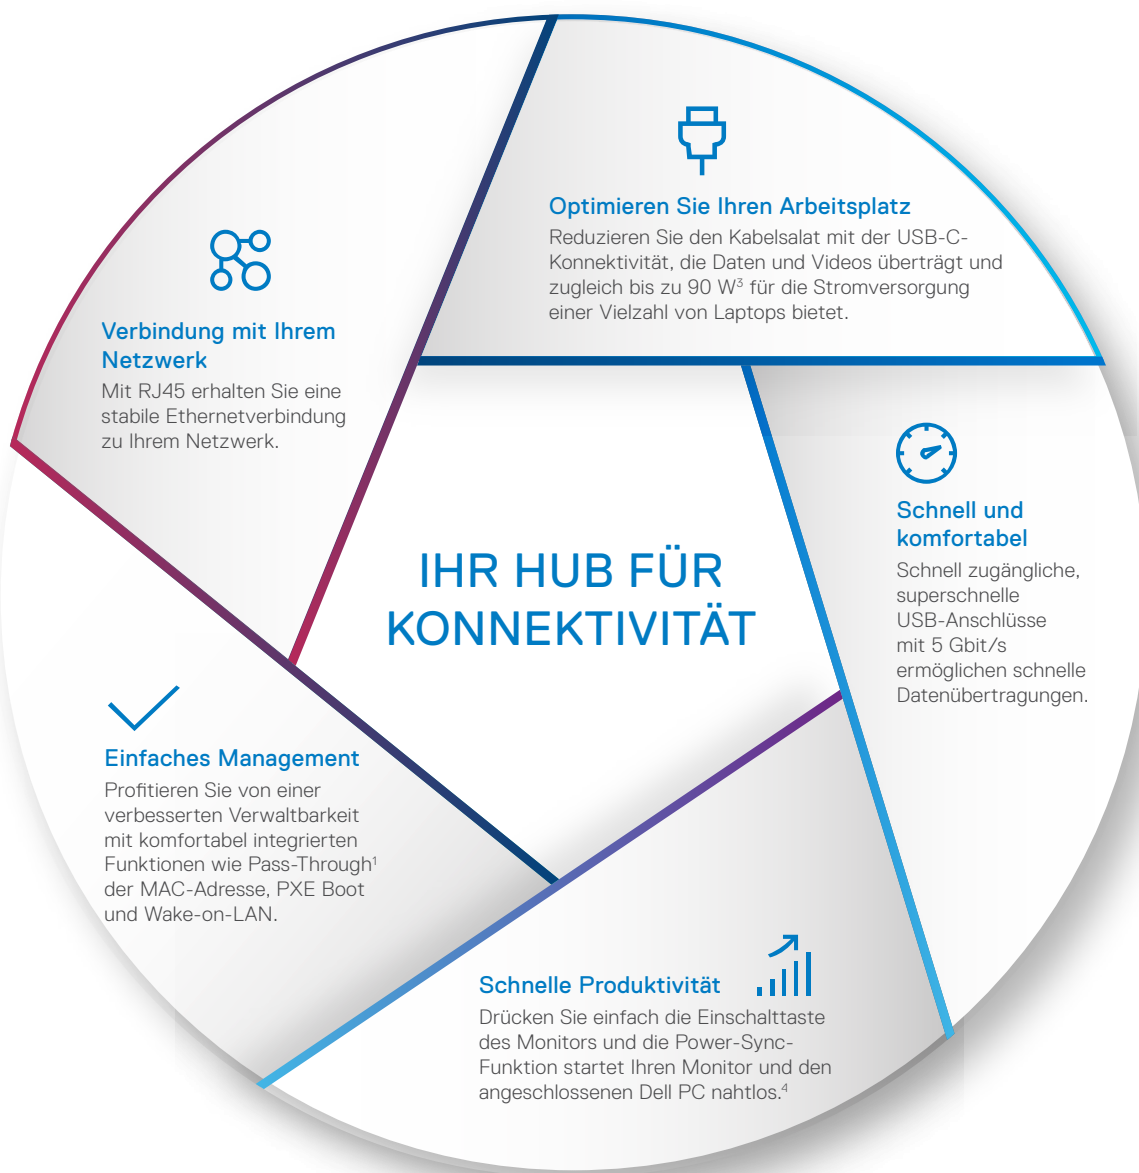 Optimieren Sie Ihren Arbeitsplatz
Reduzieren Sie den Kabelsalat mit der USB-C-
Konnektivität, die Daten und Videos überträgt und
zugleich bis zu 90 W³ für die Stromversorgung
einer Vielzahl von Laptops bietet.
Verbindung mit Ihrem
Netzwerk
Mit RJ45 erhalten Sie eine
stabile Ethernetverbindung
zu Ihrem Netzwerk.
Schnell und
komfortabel
Schnell zugängliche,
superschnelle
USB-Anschlüsse
mit 5 Gbit/s
ermöglichen schnelle
Datenübertragungen.
IHR HUB FÜR
KONNEKTIVITÄT
Einfaches Management
Profitieren Sie von einer
verbesserten Verwaltbarkeit
mit komfortabel integrierten
Funktionen wie Pass-Through¹
der MAC-Adresse, PXE Boot
und Wake-on-LAN.
Schnelle Produktivität
Drücken Sie einfach die Einschalttaste
des Monitors und die Power-Sync-
Funktion startet Ihren Monitor und den
angeschlossenen Dell PC nahtlos.⁴